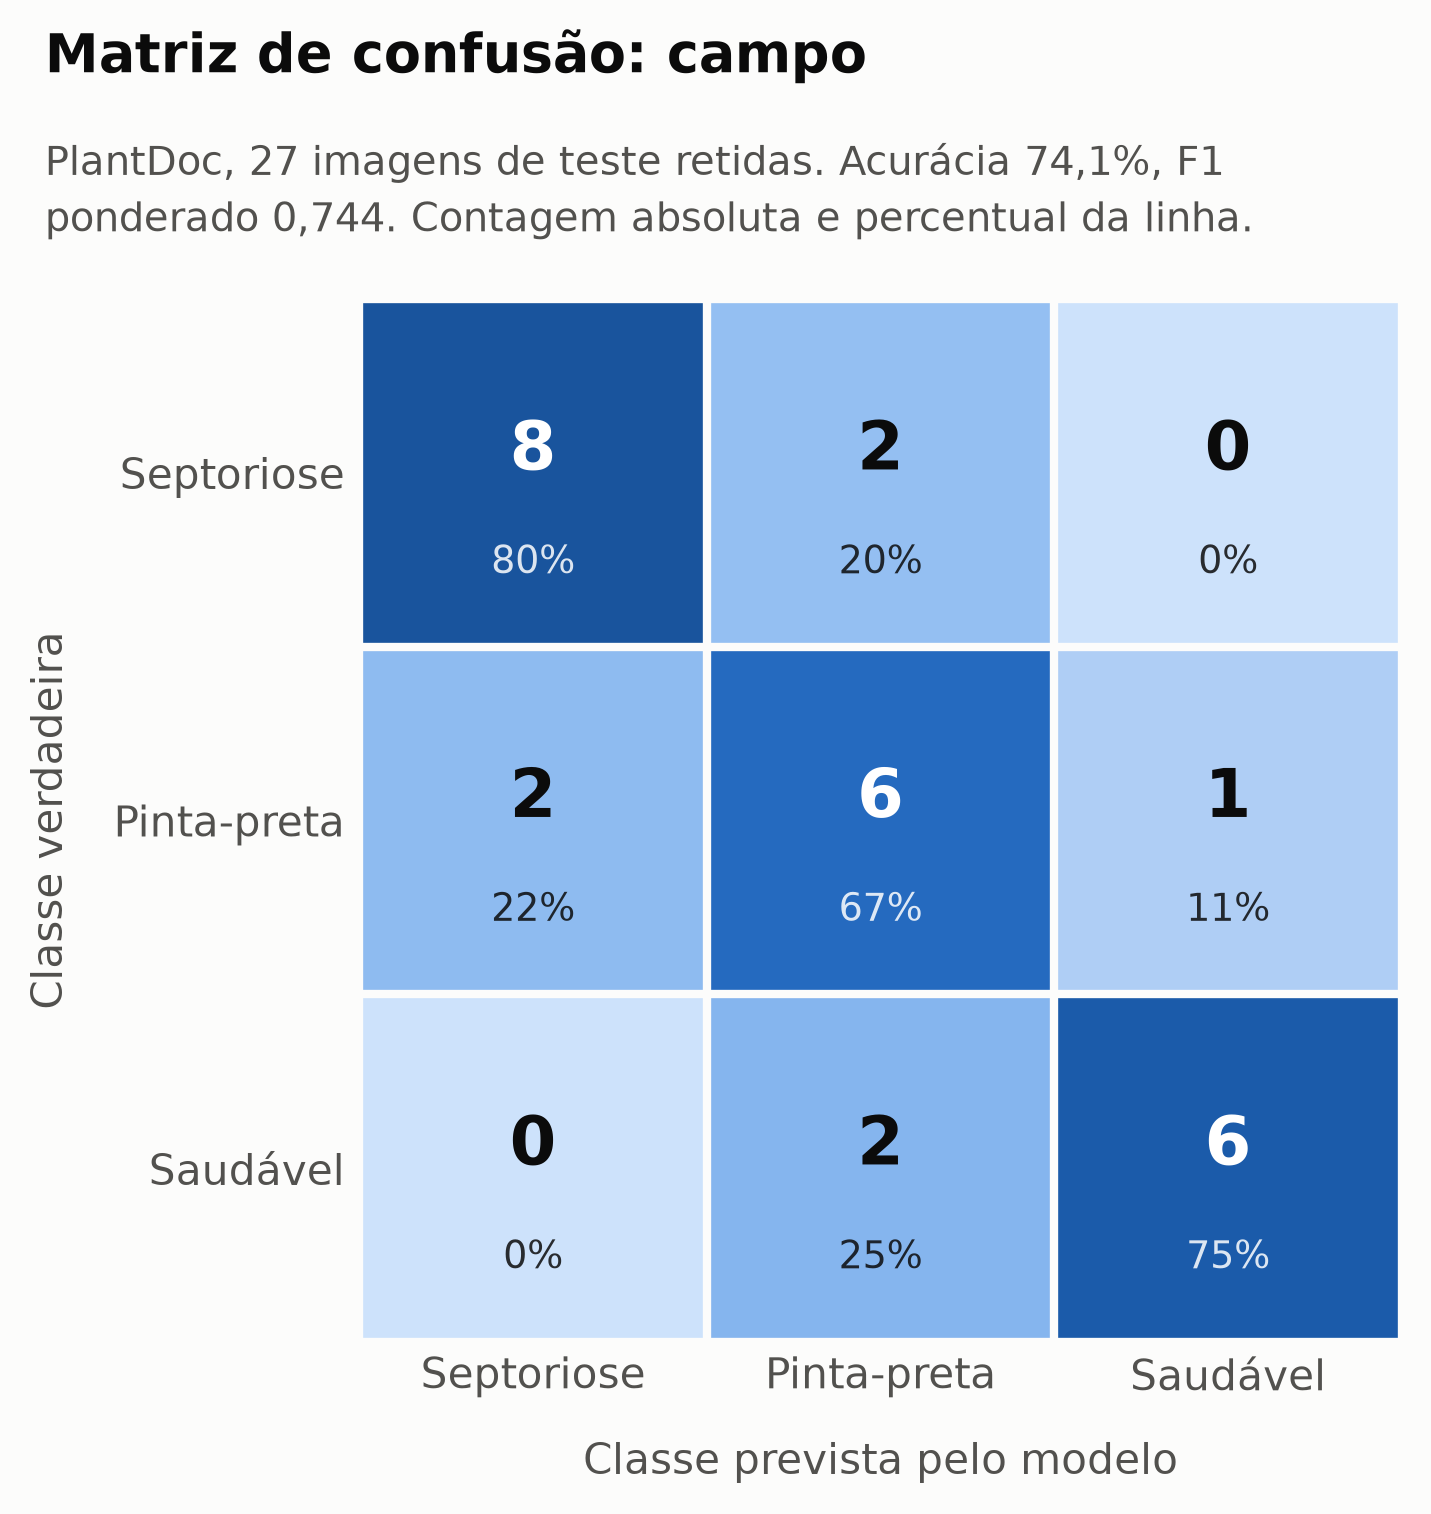 Matriz de confusão: campo
PlantDoc, 27 imagens de teste retidas. Acurácia 74,1%, F1
ponderado 0,744. Contagem absoluta e percentual da linha.
Classe verdadeira
Septoriose
8
2
0
80%
20%
0%
Pinta-preta
2
6
1
22%
67%
11%
Saudável
0
2
6
0%
25%
75%
Septoriose
Pinta-preta
Saudável
Classe prevista pelo modelo